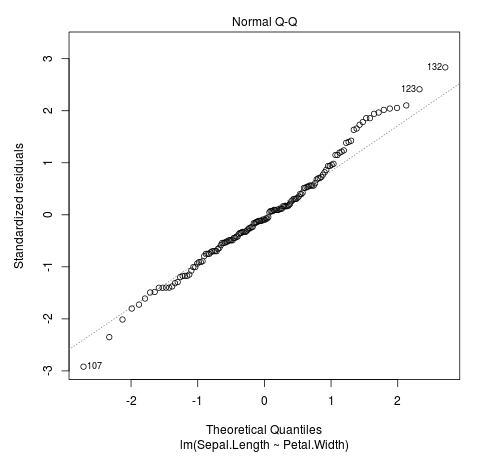 Normal Q-Q
Standardized residuals
3
2
1
0
-1
-2
-3
132
123
107
-2 -1 0 1 2
Theoretical Quantiles
lm(Sepal.Length ~ Petal.Width)